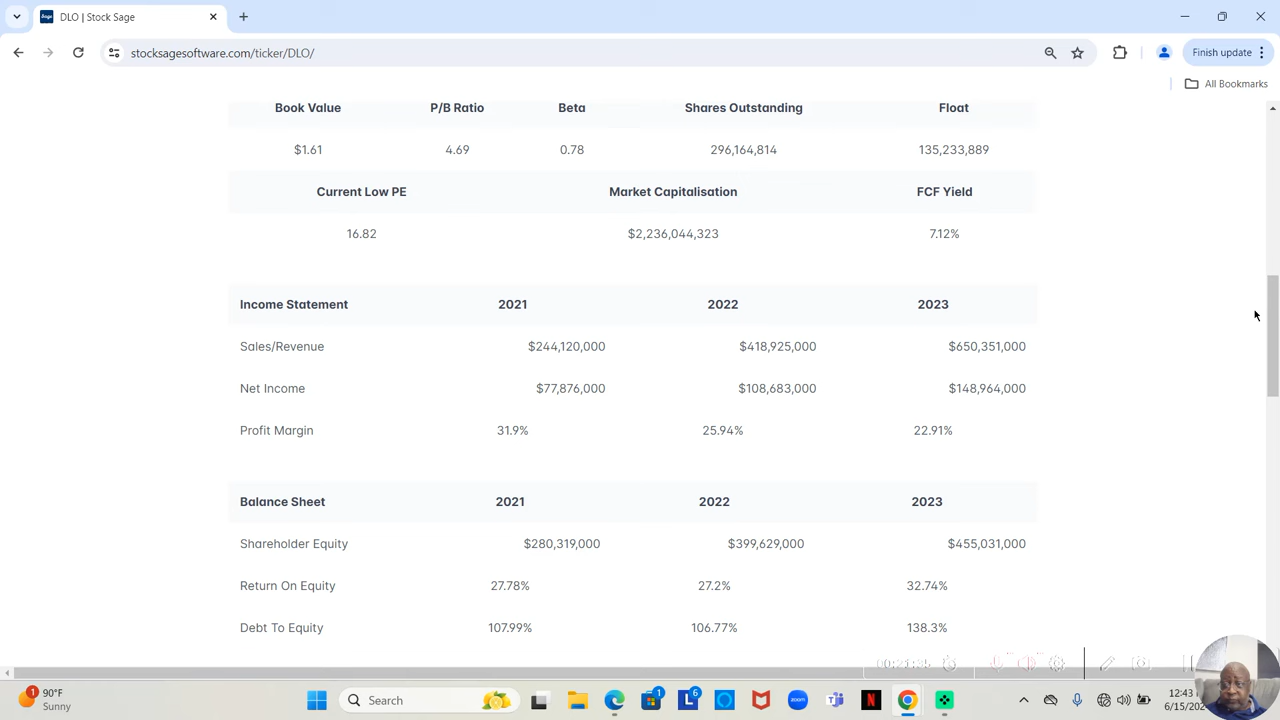 DLO | Stock Sage
stocksagesoftware.com/ticker/DLO/
Finish update
All Bookmarks
Book Value P/B Ratio Beta Shares Outstanding Float
$1.61 4.69 0.78 296,164,814 135,233,889
Current Low PE Market Capitalisation FCF Yield
16.82 $2,236,044,323 7.12%
Income Statement 2021 2022 2023
Sales/Revenue $244,120,000 $418,925,000 $650,351,000
Net Income $77,876,000 $108,683,000 $148,964,000
Profit Margin 31.9% 25.94% 22.91%
Balance Sheet 2021 2022 2023
Shareholder Equity $280,319,000 $399,629,000 $455,031,000
Return On Equity 27.78% 27.2% 32.74%
Debt To Equity 107.99% 106.77% 138.3%
90°F
Sunny
Search
12:43
6/15/20